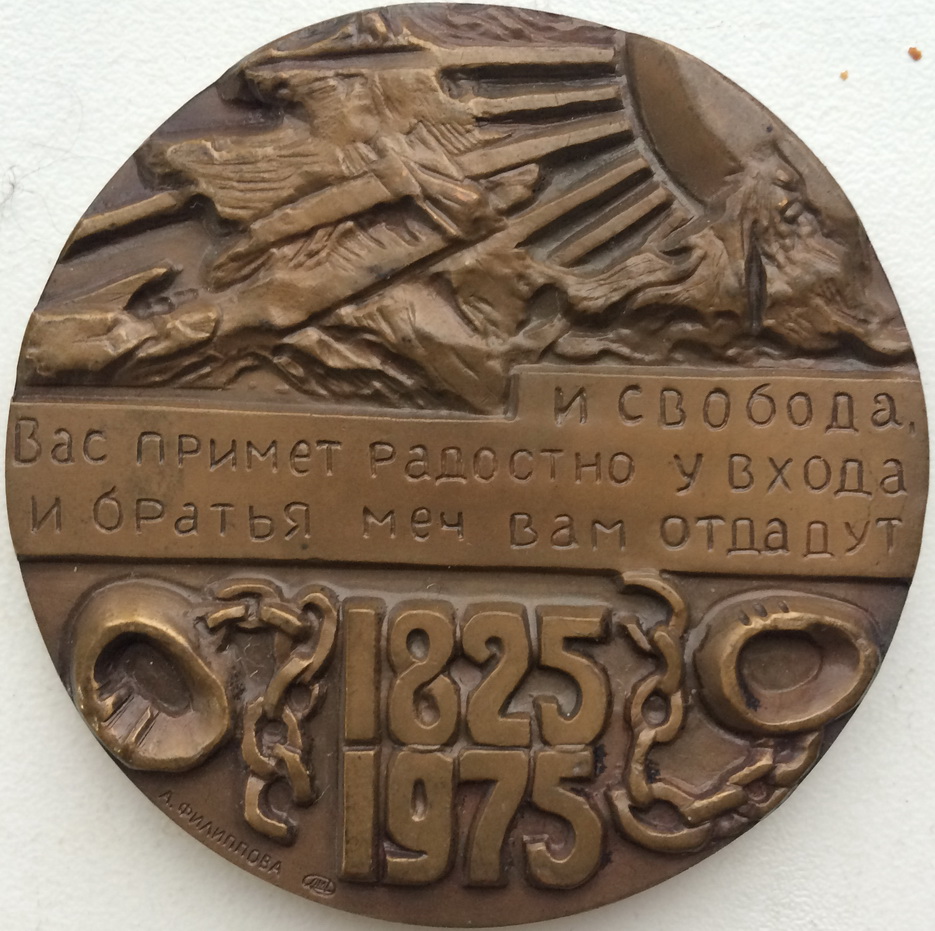 и свобода,
Вас примет радостно у входа
и братья меч вам отдадут
1825
1975
А. ФИЛИППОВА